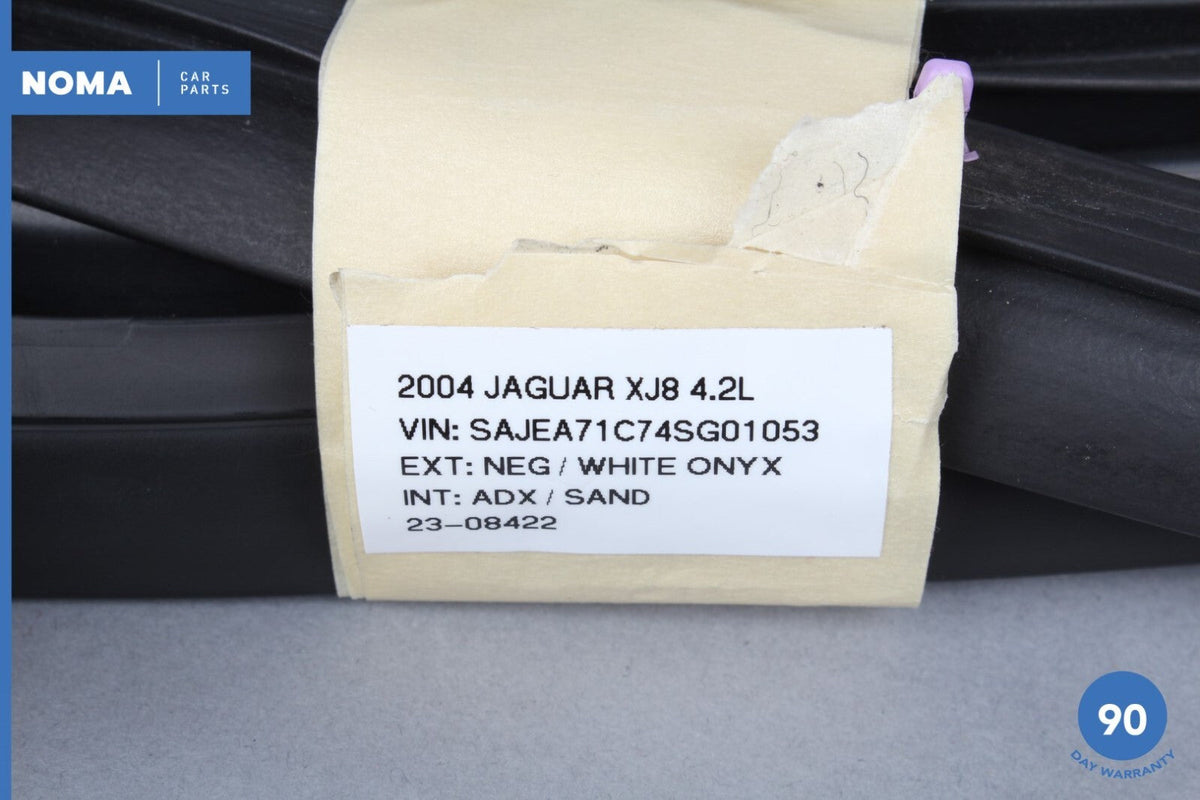 NOMA
CAR
PARTS
2004 JAGUAR XJ8 4.2L
VIN: SAJEA71C74SG01053
EXT: NEG / WHITE ONYX
INT: ADX / SAND
23-08422
90
DAY WARRANTY